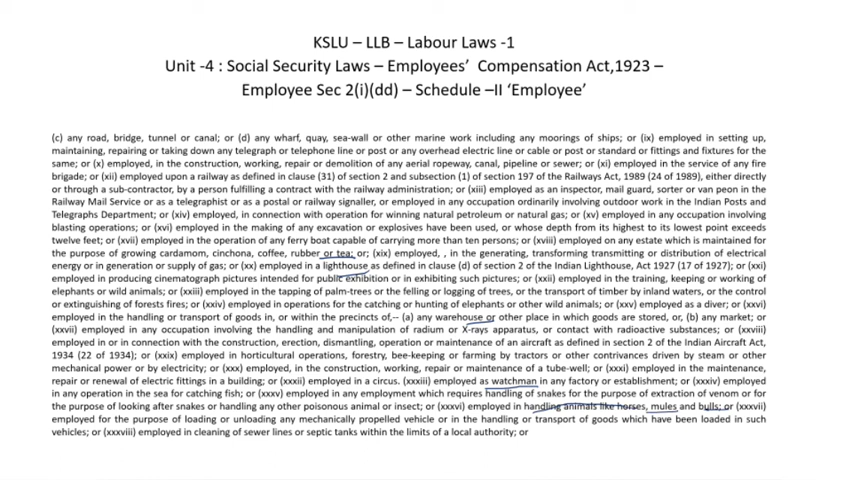 KSLU – LLB – Labour Laws -1
Unit -4 : Social Security Laws – Employees’ Compensation Act,1923 –
Employee Sec 2(i)(dd) – Schedule –II ‘Employee’
(c) any road, bridge, tunnel or canal; or (d) any wharf, quay, sea-wall or other marine work including any moorings of ships; or (ix) employed in setting up,
maintaining, repairing or taking down any telegraph or telephone line or post or any overhead electric line or cable or post or standard or fittings and fixtures for the
same; or (x) employed, in the construction, working, repair or demolition of any aerial ropeway, canal, pipeline or sewer; or (xi) employed in the service of any fire
brigade; or (xii) employed upon a railway as defined in clause (31) of section 2 and subsection (1) of section 197 of the Railways Act, 1989 (24 of 1989), either directly
or through a sub-contractor, by a person fulfilling a contract with the railway administration; or (xiii) employed as an inspector, mail guard, sorter or van peon in the
Railway Mail Service or as a telegraphist or as a postal or railway signaller, or employed in any occupation ordinarily involving outdoor work in the Indian Posts and
Telegraphs Department; or (xiv) employed, in connection with operation for winning natural petroleum or natural gas; or (xv) employed in any occupation involving
blasting operations; or (xvi) employed in the making of any excavation or explosives have been used, or whose depth from its highest to its lowest point exceeds
twelve feet; or (xvii) employed in the operation of any ferry boat capable of carrying more than ten persons; or (xviii) employed on any estate which is maintained for
the purpose of growing cardamom, cinchona, coffee, rubber or tea; or; (xix) employed, , in the generating, transforming transmitting or distribution of electrical
energy or in generation or supply of gas; or (xx) employed in a lighthouse as defined in clause (d) of section 2 of the Indian Lighthouse, Act 1927 (17 of 1927); or (xxi)
employed in producing cinematograph pictures intended for public exhibition or in exhibiting such pictures; or (xxii) employed in the training, keeping or working of
elephants or wild animals; or (xxiii) employed in the tapping of palm-trees or the felling or logging of trees, or the transport of timber by inland waters, or the control
or extinguishing of forests fires; or (xxiv) employed in operations for the catching or hunting of elephants or other wild animals; or (xxv) employed as a diver; or (xxvi)
employed in the handling or transport of goods in, or within the precincts of,-- (a) any warehouse or other place in which goods are stored, or, (b) any market; or
(xxvii) employed in any occupation involving the handling and manipulation of radium or X-rays apparatus, or contact with radioactive substances; or (xxviii)
employed in or in connection with the construction, erection, dismantling, operation or maintenance of an aircraft as defined in section 2 of the Indian Aircraft Act,
1934 (22 of 1934); or (xxix) employed in horticultural operations, forestry, bee-keeping or farming by tractors or other contrivances driven by steam or other
mechanical power or by electricity; or (xxx) employed, in the construction, working, repair or maintenance of a tube-well; or (xxxi) employed in the maintenance,
repair or renewal of electric fittings in a building; or (xxxii) employed in a circus. (xxxiii) employed as watchman in any factory or establishment; or (xxxiv) employed
in any operation in the sea for catching fish; or (xxxv) employed in any employment which requires handling of snakes for the purpose of extraction of venom or for
the purpose of looking after snakes or handling any other poisonous animal or insect; or (xxxvi) employed in handling animals like horses, mules and bulls; or (xxxvii)
employed for the purpose of loading or unloading any mechanically propelled vehicle or in the handling or transport of goods which have been loaded in such
vehicles; or (xxxviii) employed in cleaning of sewer lines or septic tanks within the limits of a local authority; or